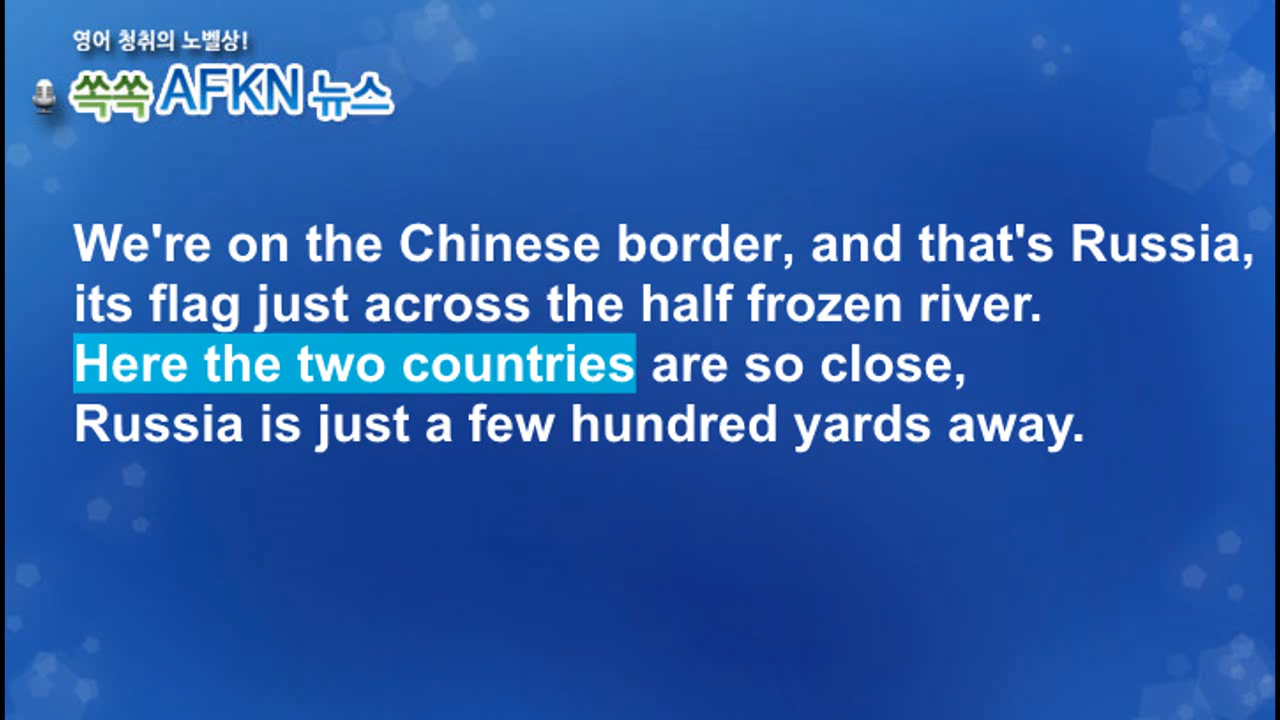 영어 청취의 노벨상!
쏙쏙 AFKN 뉴스
We're on the Chinese border, and that's Russia,
its flag just across the half frozen river.
Here the two countries are so close,
Russia is just a few hundred yards away.